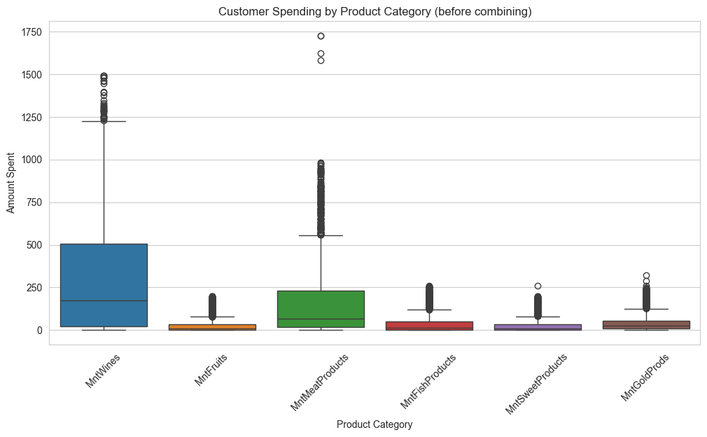 Customer Spending by Product Category (before combining)
Amount Spent
1750
1500
1250
1000
750
500
250
0
MntWines
MntFruits
MntMeatProducts
MntFishProducts
MntSweetProducts
MntGoldProds
Product Category